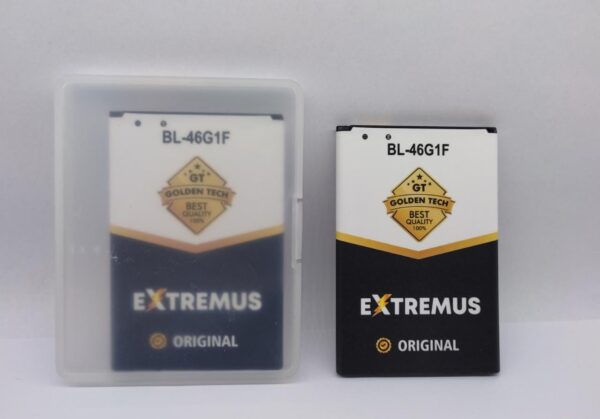 BL-46G1F
GT
GOLDEN TECH
BEST
QUALITY
100%
EXTREMUS
ORIGINAL
BL-46G1F
GT
GOLDEN TECH
BEST
QUALITY
100%
EXTREMUS
ORIGINAL